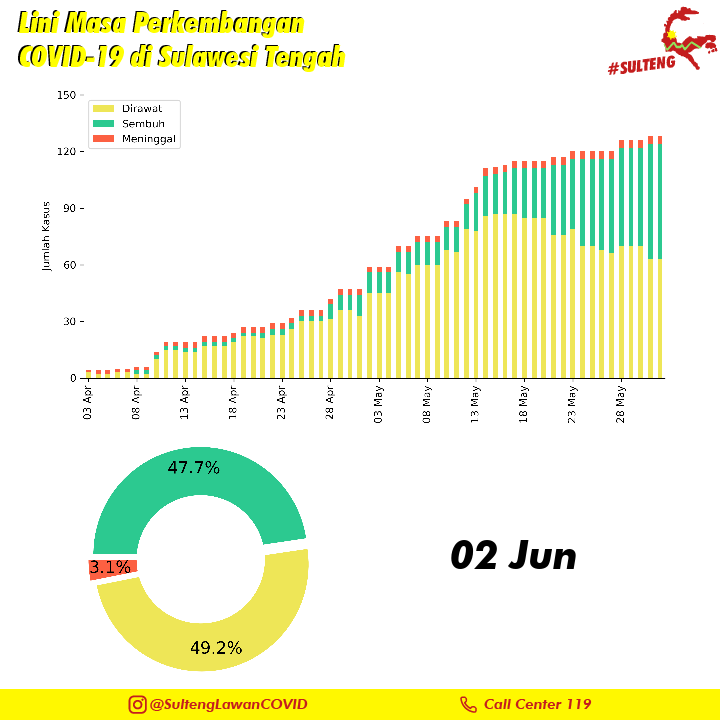 Lini Masa Perkembangan
COVID-19 di Sulawesi Tengah
#SULTENG
150
120
90
60
30
0
Jumlah Kasus
Dirawat
Sembuh
Meninggal
03 Apr
08 Apr
13 Apr
18 Apr
23 Apr
28 Apr
03 May
08 May
13 May
18 May
23 May
28 May
47.7%
3.1%
49.2%
02 Jun
@SultengLawanCOVID
Call Center 119